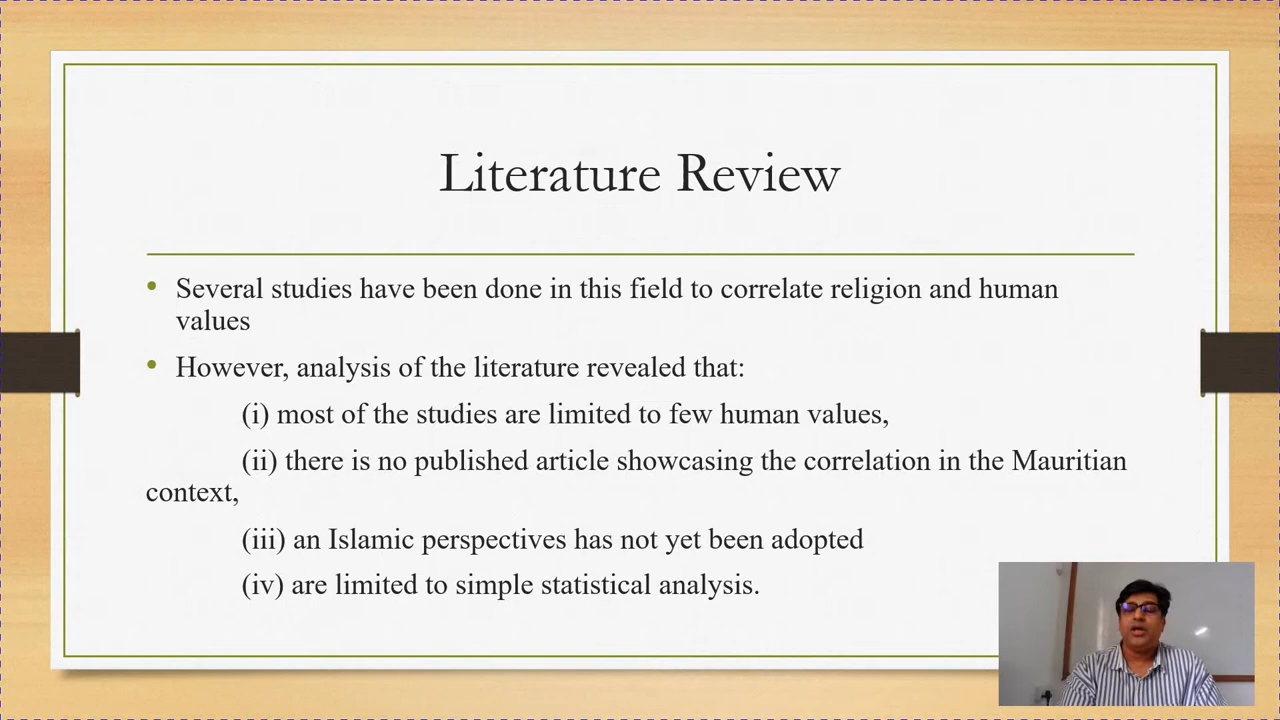 Literature Review
• Several studies have been done in this field to correlate religion and human
values
• However, analysis of the literature revealed that:
(i) most of the studies are limited to few human values,
(ii) there is no published article showcasing the correlation in the Mauritian
context,
(iii) an Islamic perspectives has not yet been adopted
(iv) are limited to simple statistical analysis.